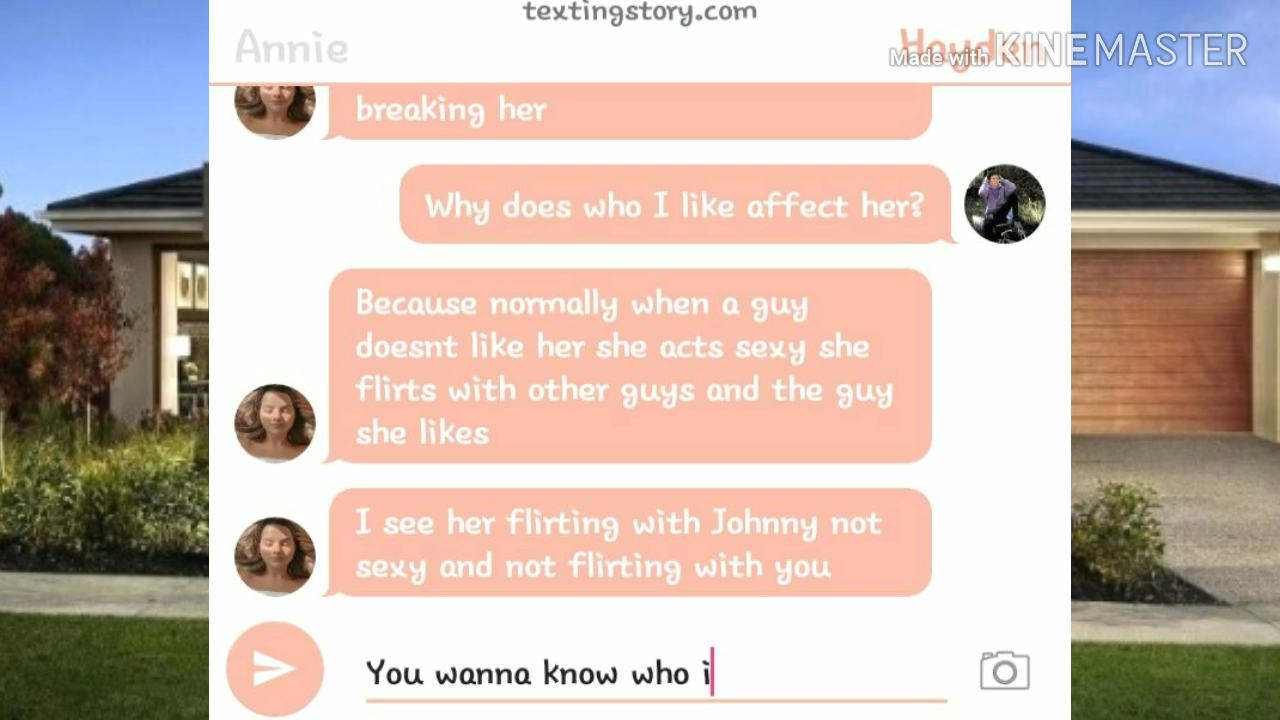 textingstory.com
Annie
Hayden
Made with KINEMASTER
breaking her
Why does who I like affect her?
Because normally when a guy
doesnt like her she acts sexy she
flirts with other guys and the guy
she likes
I see her flirting with Johnny not
sexy and not flirting with you
You wanna know who i